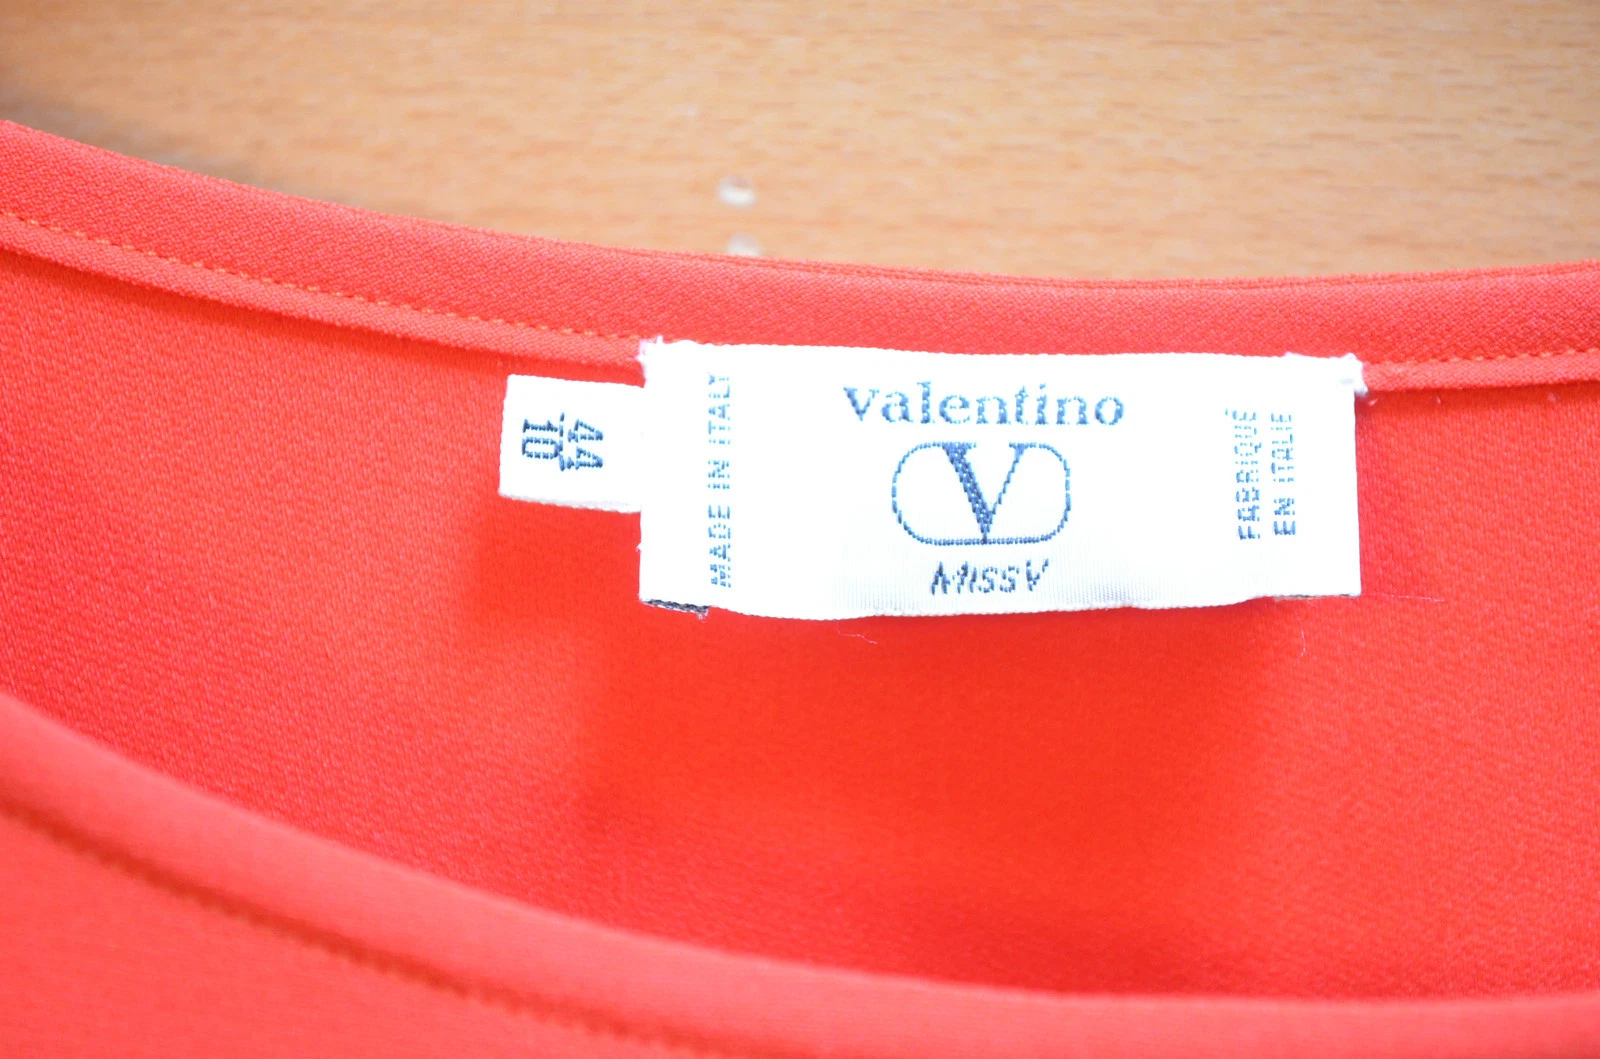 44
10
MADE IN ITALY
valentino
V
MISSV
FABRIQUÉ
EN ITALIE